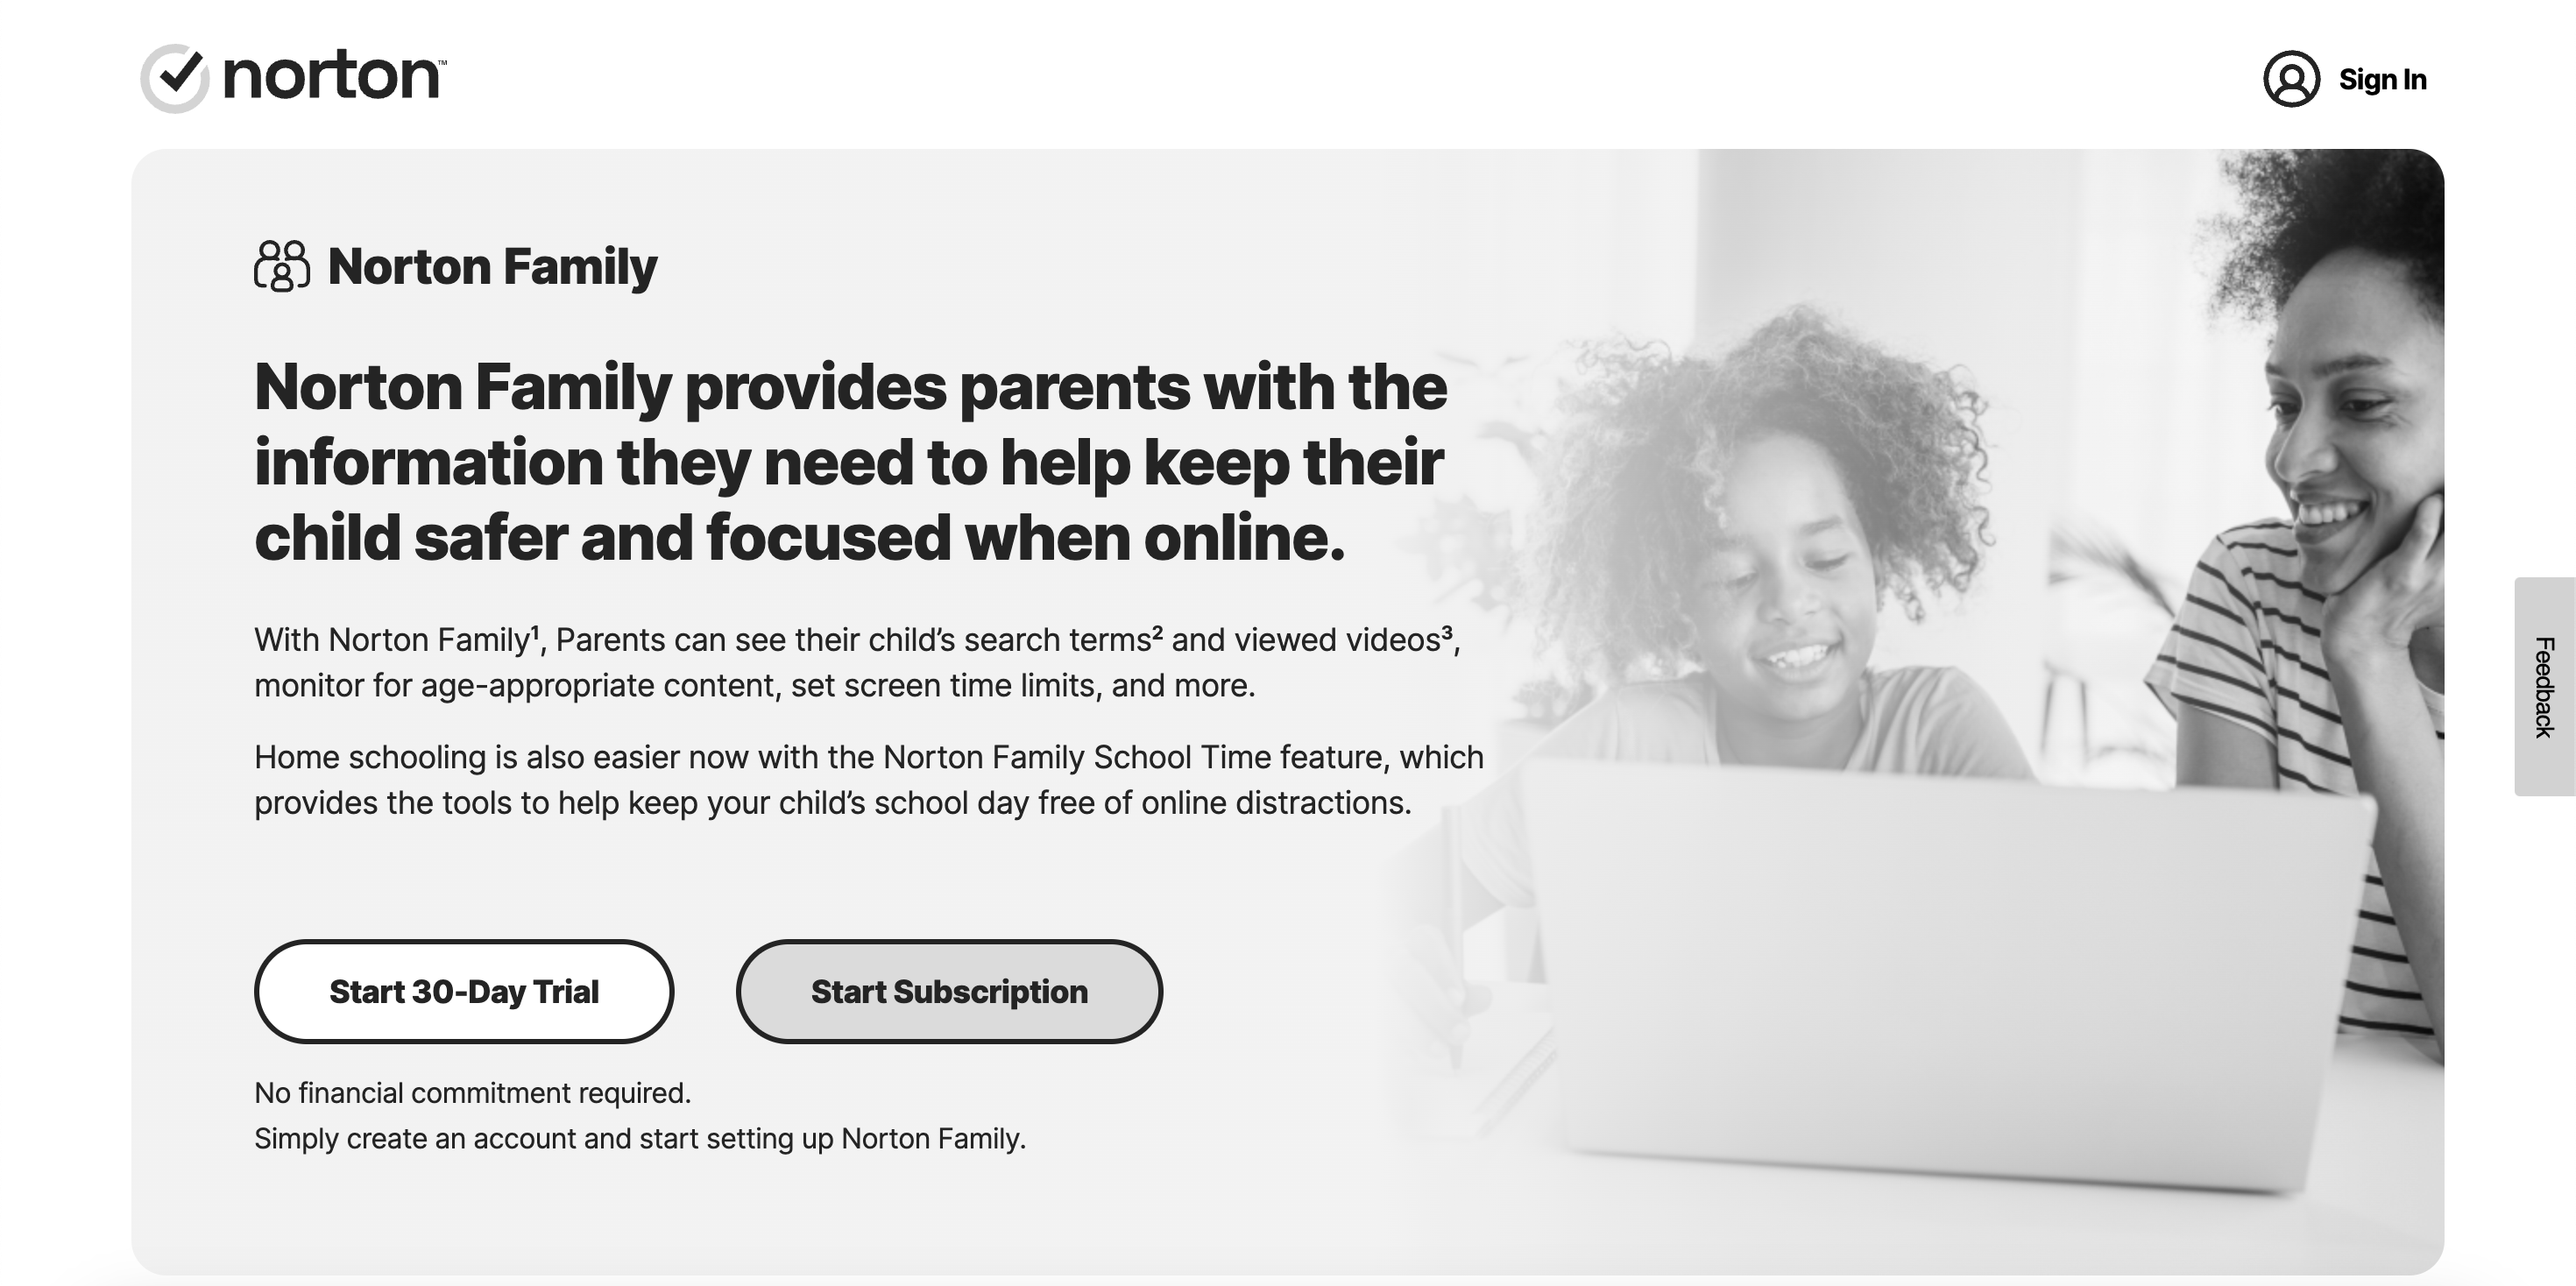 norton™
Sign In
Norton Family
Norton Family provides parents with the
information they need to help keep their
child safer and focused when online.
With Norton Family¹, Parents can see their child’s search terms² and viewed videos³,
monitor for age-appropriate content, set screen time limits, and more.
Home schooling is also easier now with the Norton Family School Time feature, which
provides the tools to help keep your child’s school day free of online distractions.
Start 30-Day Trial
Start Subscription
No financial commitment required.
Simply create an account and start setting up Norton Family.
Feedback